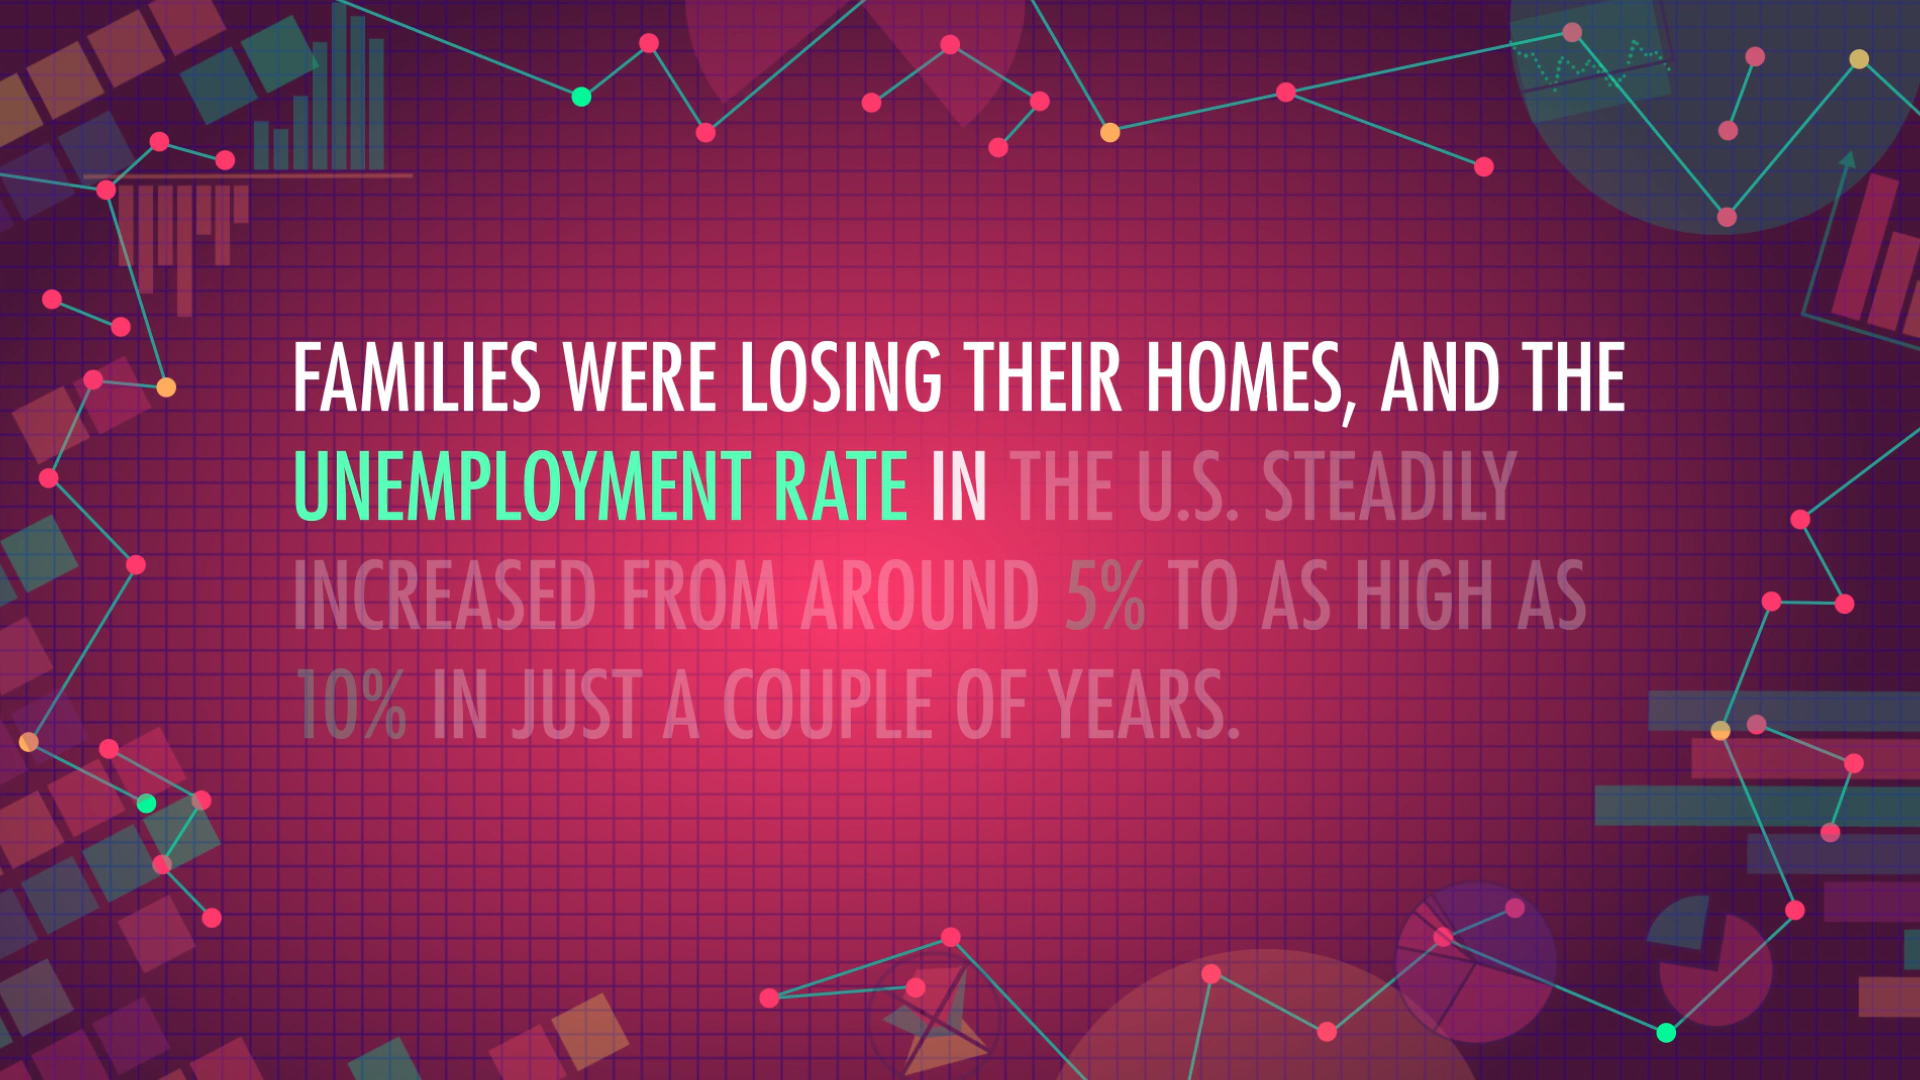 FAMILIES WERE LOSING THEIR HOMES, AND THE
UNEMPLOYMENT RATE IN THE U.S. STEADILY
INCREASED FROM AROUND 5% TO AS HIGH AS
10% IN JUST A COUPLE OF YEARS.